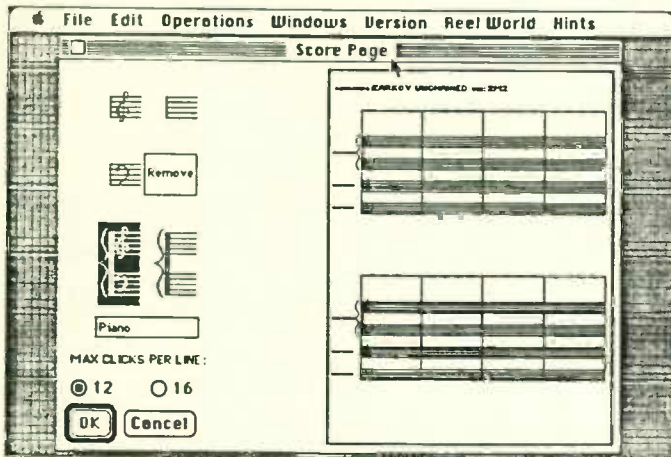 File Edit Operations Windows Version Reel World Hints
Score Page
Remove
Piano
MAX CLICKS PER LINE:
12 16
OK Cancel